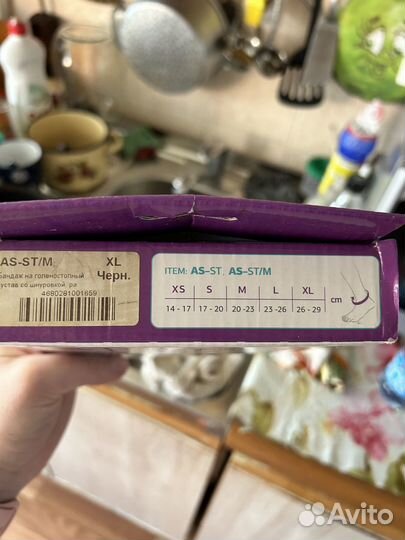 AS-ST/M XL
Бандаж на голеностопный Черн.
сустав со шнуровкой, ра
4680281001659
ITEM: AS-ST, AS-ST/M
XS S M L XL cm
14 - 17 17 - 20 20 -23 23 -26 26 - 29
Avito